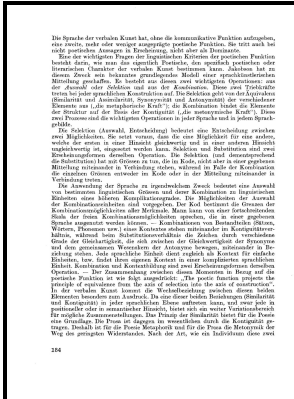 Die Sprache der verbalen Kunst hat, ohne die kommunikative Funktion aufzugeben,
eine zweite, mehr oder weniger ausgeprägte poetische Funktion. Sie tritt auch bei
nicht poetischen Aussagen in Erscheinung, nicht aber als Dominante.
Eine der wichtigsten Fragen der linguistischen Kriterien der poetischen Funktion
besteht darin, wie man das eigentlich Poetische, den spezifisch poetischen oder
literarischen Charakter der verbalen Kunst bestimmen kann. Jakobson hat zu
diesem Zweck ein bekanntes grundlegendes Modell einer sprachkünstlerischen
Mitteilung geschaffen. Es besteht aus diesen zwei wichtigsten Operationen: aus
der Auswahl oder Selektion und aus der Kombination. Diese zwei Triebkräfte
treten bei jeder sprachlichen Konstruktion auf. Die Selektion geht von der Äquivalenz
(Similarität und Assimilarität, Synonymität und Antonymität) der verschiedener
Elemente aus („die metaphorische Kraft"); die Kombination bindet die Elemente
der Struktur auf der Basis der Kontiguität („die metonymische Kraft"). Diese
zwei Prozesse sind die wichtigsten Operationen in jeder Sprache und in jedem Sprach-
gebilde.
Die Selektion (Auswahl, Entscheidung) bedeutet eine Entscheidung zwischen
zwei Möglichkeiten. Sie setzt voraus, daß die eine Möglichkeit für eine andere,
welche der ersten in einer Hinsicht gleichwertig und in einer anderen Hinsicht
ungleichwertig ist, eingesetzt werden kann. Selektion und Substitution sind zwei
Erscheinungsformen derselben Operation. Die Selektion (und dementsprechend
die Substitution) hat mit Größen zu tun, die im Kode, nicht aber in einer gegebenen
Mitteilung miteinander in Verbindung stehen, während im Falle der Kombination
die einzelnen Größen entweder im Kode oder in der Mitteilung miteinander in
Verbindung treten.
Die Anwendung der Sprache zu irgendwelchem Zweck bedeutet eine Auswahl
von bestimmten linguistischen Grössen und derer Kombination zu linguistischen
Einheiten eines höheren Komplikationsgrades. Die Möglichkeiten der Auswahl
der Kombinationseinheiten sind vorgegeben. Der Kod bestimmt die Grenzen der
Kombinationsmöglichkeiten aller Merkmale. Mann kann von einer fortschreitenden
Skala der freien Kombinationsmöglichkeiten sprechen, die in einer gegebenen
Sprache ausgenutzt werden können. – Kombinationen von Bestandteilen (Sätzen,
Wörtern, Phonemen usw.) eines Kontextes stehen miteinander in Kontiguitätsver-
hältnis, während beim Substitutionsverhältnis die Zeichen durch verschiedene
Grade der Gleichartigkeit, die sich zwischen der Gleichwertigkeit der Synonyme
und dem gemeinsamen Wesenskern der Antonyme bewegen, miteinander in Be-
ziehung stehen. Jede sprachliche Einheit dient zugleich als Kontext für einfache
Einheiten, bzw. findet ihren eigenen Kontext in einer komplizierten sprachlichen
Einheit. Kombination und Kontextbildung sind zwei Erscheinungsformen derselben
Operation. – Der Zusammenhang zwischen diesen Momenten in Bezug auf die
poetische Funktion ist wie folgt ausgedrückt: „The poetic function projects the
principle of equivalence from the axis of selection into the axis of construction".
In der verbalen Kunst kommt die Wechselbeziehung zwischen diesen beiden
Elementen besonders zum Ausdruck. Da diese beiden Beziehungen (Similarität
und Kontiguität) in jeder sprachlichen Ebene auftreten kann, und zwar jede in
positioneller oder in semantischer Hinsicht, bietet sich ein weiter Variationsbereich
für mögliche Zusammenstellungen. Das Prinzip der Similarität bietet für die Poesie
eine Grundlage. Die Prosa ist dagegen im wesentlichen durch die Kontiguität ge-
tragen. Deshalb ist für die Poesie Metaphorik und für die Prosa die Metonymik der
Weg des geringsten Widerstandes. Nach der Art, wie ein Individuum diese zwei
184